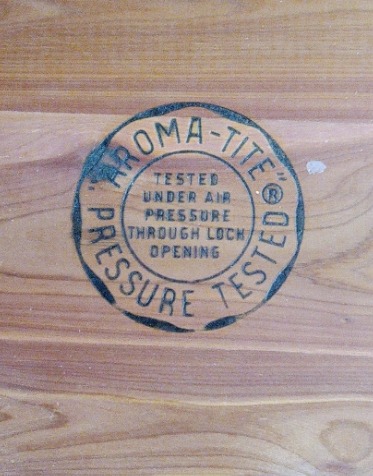 "AROMA-TITE"®
TESTED
UNDER AIR
PRESSURE
THROUGH LOCK
OPENING
PRESSURE TESTED